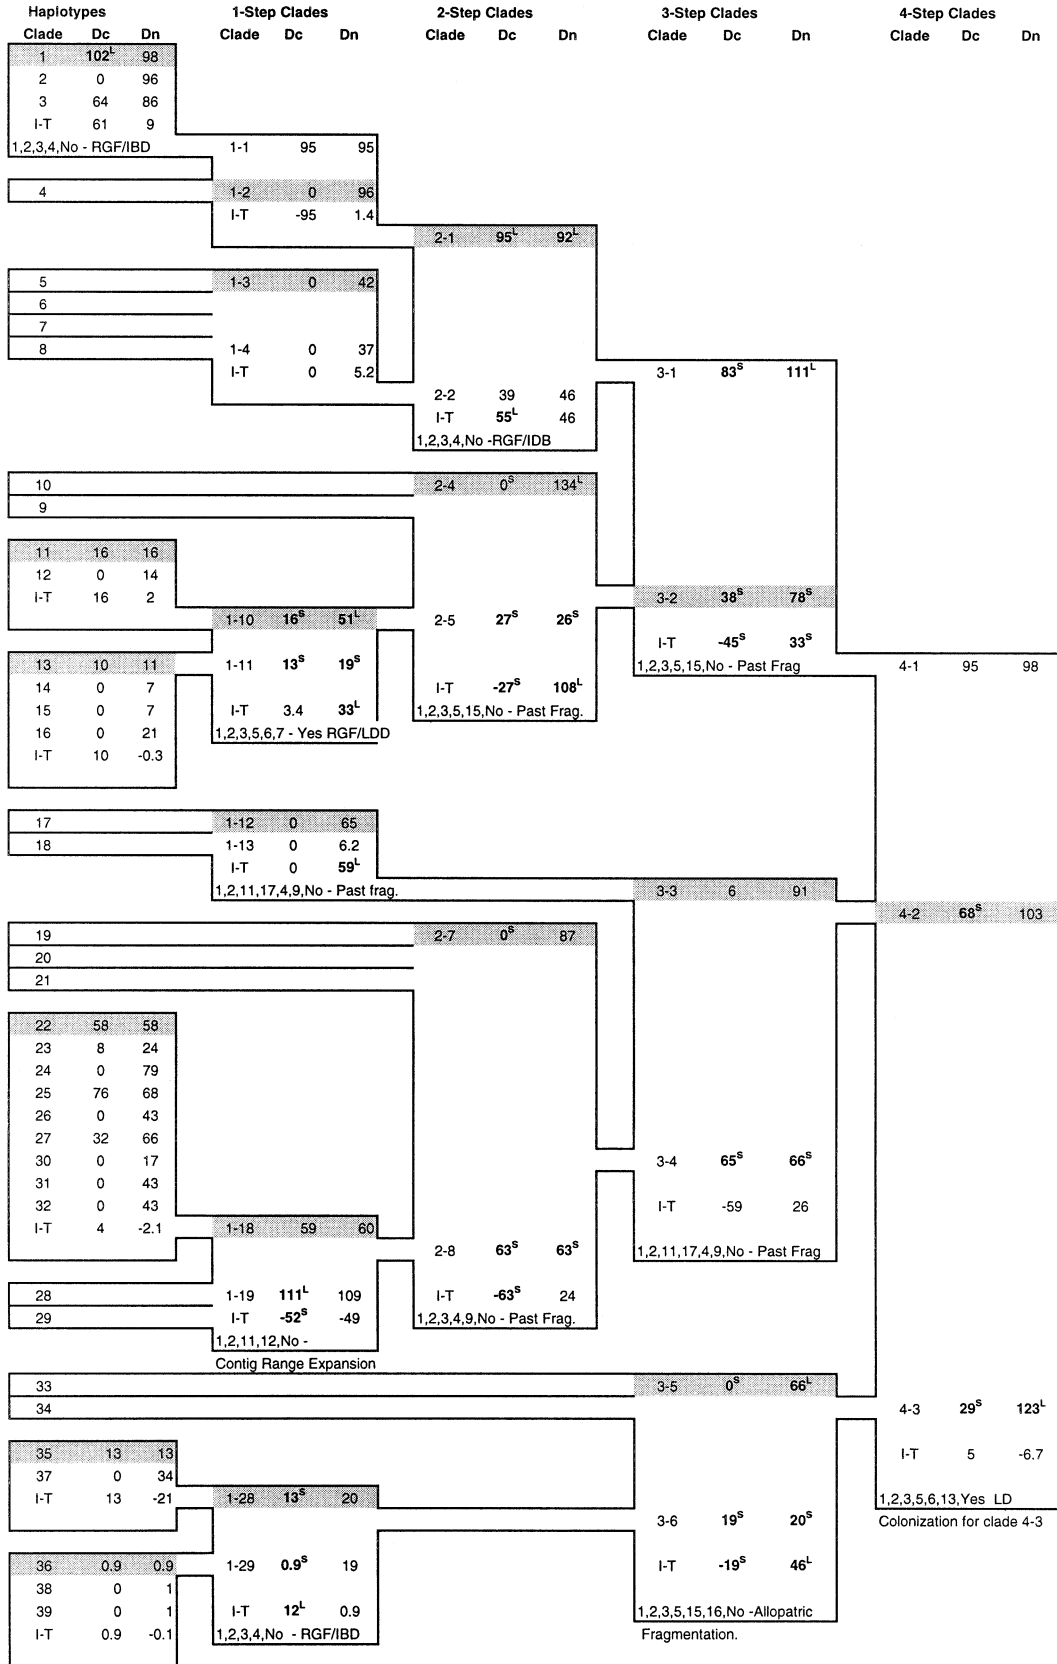 Haplotypes 1-Step Clades 2-Step Clades 3-Step Clades 4-Step Clades
Clade Dc Dn Clade Dc Dn Clade Dc Dn Clade Dc Dn Clade Dc Dn
1 102L 98
2 0 96
3 64 86
I-T 61 9
1,2,3,4,No - RGF/IBD 1-1 95 95
4 1-2 0 96
I-T -95 1.4
2-1 95L 92L
5 1-3 0 42
6
7
8 1-4 0 37
I-T 0 5.2 3-1 83S 111L
2-2 39 46
I-T 55L 46
1,2,3,4,No -RGF/IDB
10 2-4 0S 134L
9
11 16 16
12 0 14
I-T 16 2 3-2 38S 78S
1-10 16S 51L 2-5 27S 26S
I-T -45S 33S
13 10 11 1-11 13S 19S 1,2,3,5,15,No - Past Frag 4-1 95 98
14 0 7 I-T -27S 108L
15 0 7 I-T 3.4 33L 1,2,3,5,15,No - Past Frag.
16 0 21 1,2,3,5,6,7 - Yes RGF/LDD
I-T 10 -0.3
17 1-12 0 65
18 1-13 0 6.2
I-T 0 59L
1,2,11,17,4,9,No - Past frag. 3-3 6 91
4-2 68S 103
19 2-7 0S 87
20
21
22 58 58
23 8 24
24 0 79
25 76 68
26 0 43
27 32 66
30 0 17 3-4 65S 66S
31 0 43
32 0 43 I-T -59 26
I-T 4 -2.1 1-18 59 60
2-8 63S 63S 1,2,11,17,4,9,No - Past Frag
28 1-19 111L 109 I-T -63S 24
29 I-T -52S -49 1,2,3,4,9,No - Past Frag.
1,2,11,12,No -
Contig Range Expansion
33 3-5 0S 66L
34 4-3 29S 123L
35 13 13 I-T 5 -6.7
37 0 34
I-T 13 -21 1-28 13S 20 1,2,3,5,6,13,Yes LD
3-6 19S 20S Colonization for clade 4-3
36 0.9 0.9 1-29 0.9S 19 I-T -19S 46L
38 0 1
39 0 1 I-T 12L 0.9 1,2,3,5,15,16,No -Allopatric
I-T 0.9 -0.1 1,2,3,4,No - RGF/IBD Fragmentation.